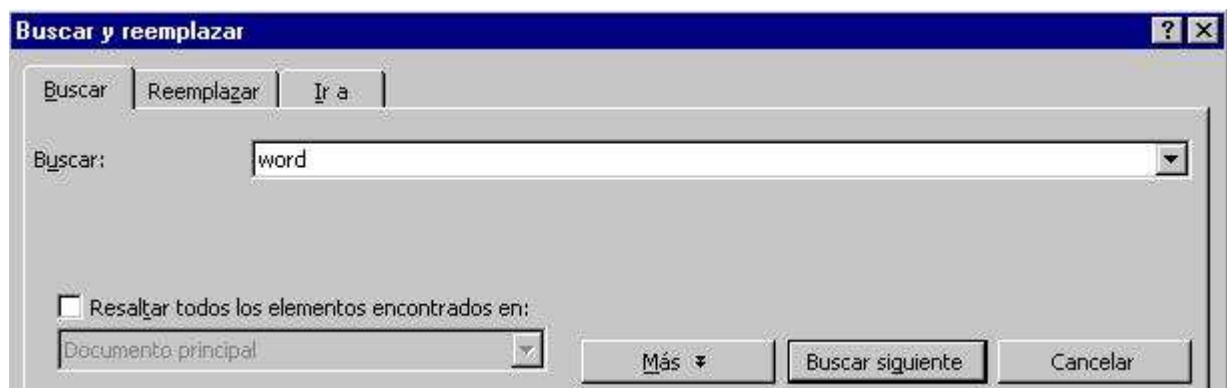 Buscar y reemplazar
Buscar Reemplazar Ir a
Buscar: word
Resaltar todos los elementos encontrados en:
Documento principal
Más Buscar siguiente Cancelar